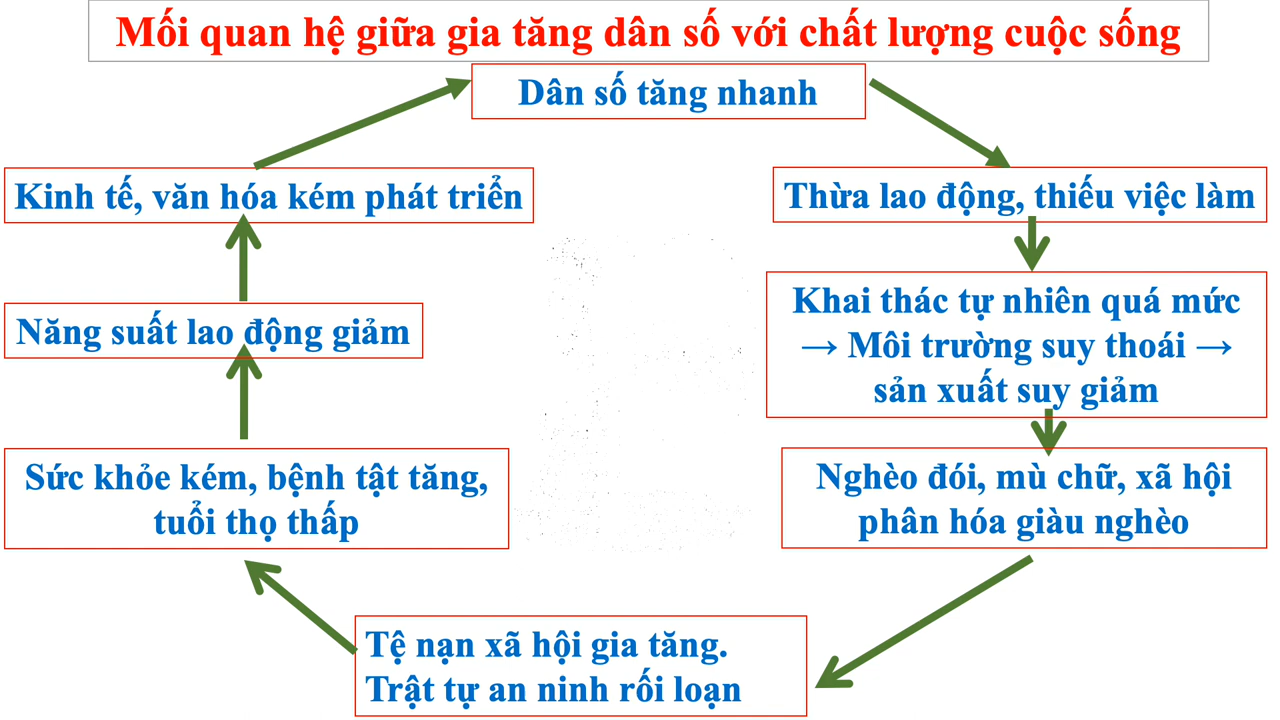 Mối quan hệ giữa gia tăng dân số với chất lượng cuộc sống
Dân số tăng nhanh
Thừa lao động, thiếu việc làm
Khai thác tự nhiên quá mức
→ Môi trường suy thoái →
sản xuất suy giảm
Nghèo đói, mù chữ, xã hội
phân hóa giàu nghèo
Tệ nạn xã hội gia tăng.
Trật tự an ninh rối loạn
Sức khỏe kém, bệnh tật tăng,
tuổi thọ thấp
Năng suất lao động giảm
Kinh tế, văn hóa kém phát triển